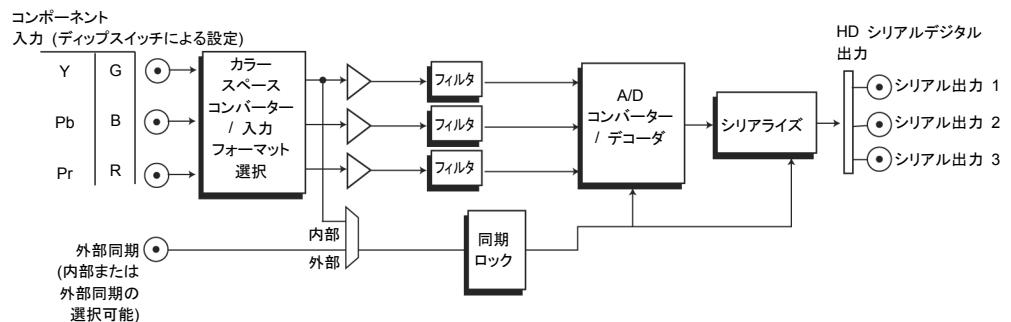 コンポーネント
入力 (ディップスイッチによる設定)
Y G
Pb B
Pr R
カラー
スペース
コンバーター
/ 入力
フォーマット
選択
フィルタ
フィルタ
フィルタ
A/D
コンバーター
/ デコーダ
シリアライズ
HD シリアルデジタル
出力
シリアル出力 1
シリアル出力 2
シリアル出力 3
内部
外部
同期
ロック
外部同期
(内部または
外部同期の
選択可能)